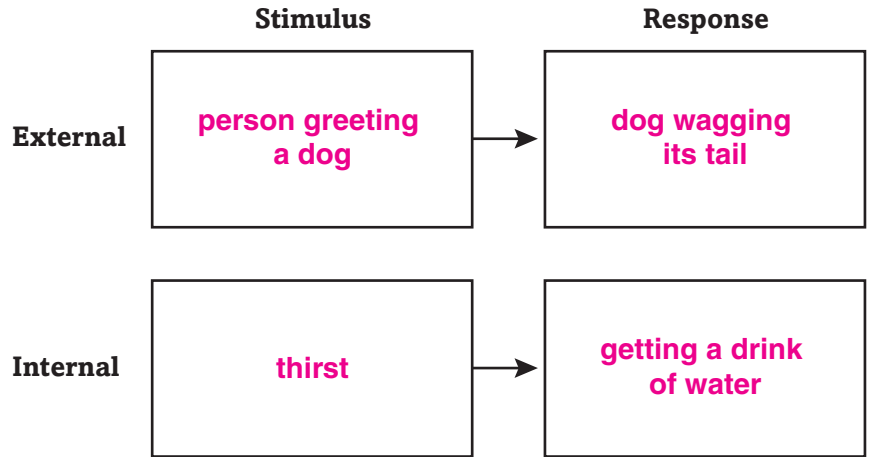 Stimulus
Response
External
person greeting
a dog
dog wagging
its tail
Internal
thirst
getting a drink
of water